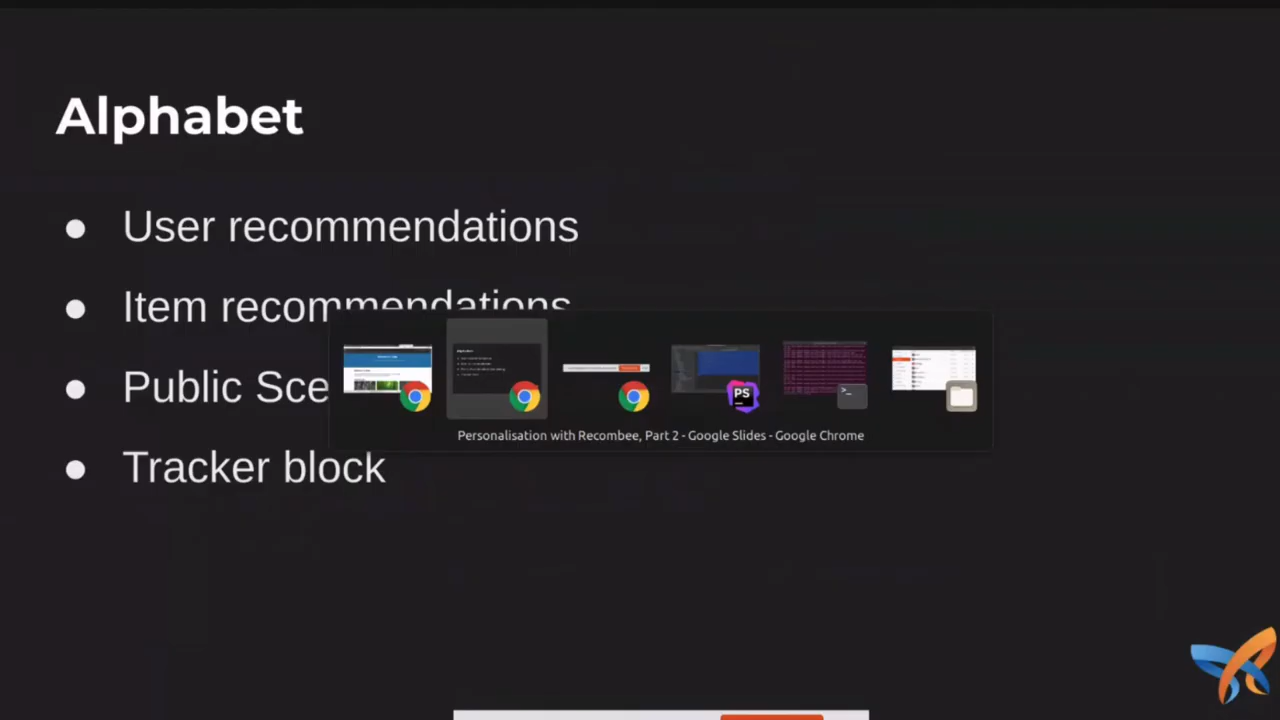 Alphabet
● User recommendations
● Item recommendations
● Public Sce
PS
>_
Personalisation with Recombee, Part 2 - Google Slides - Google Chrome
● Tracker block